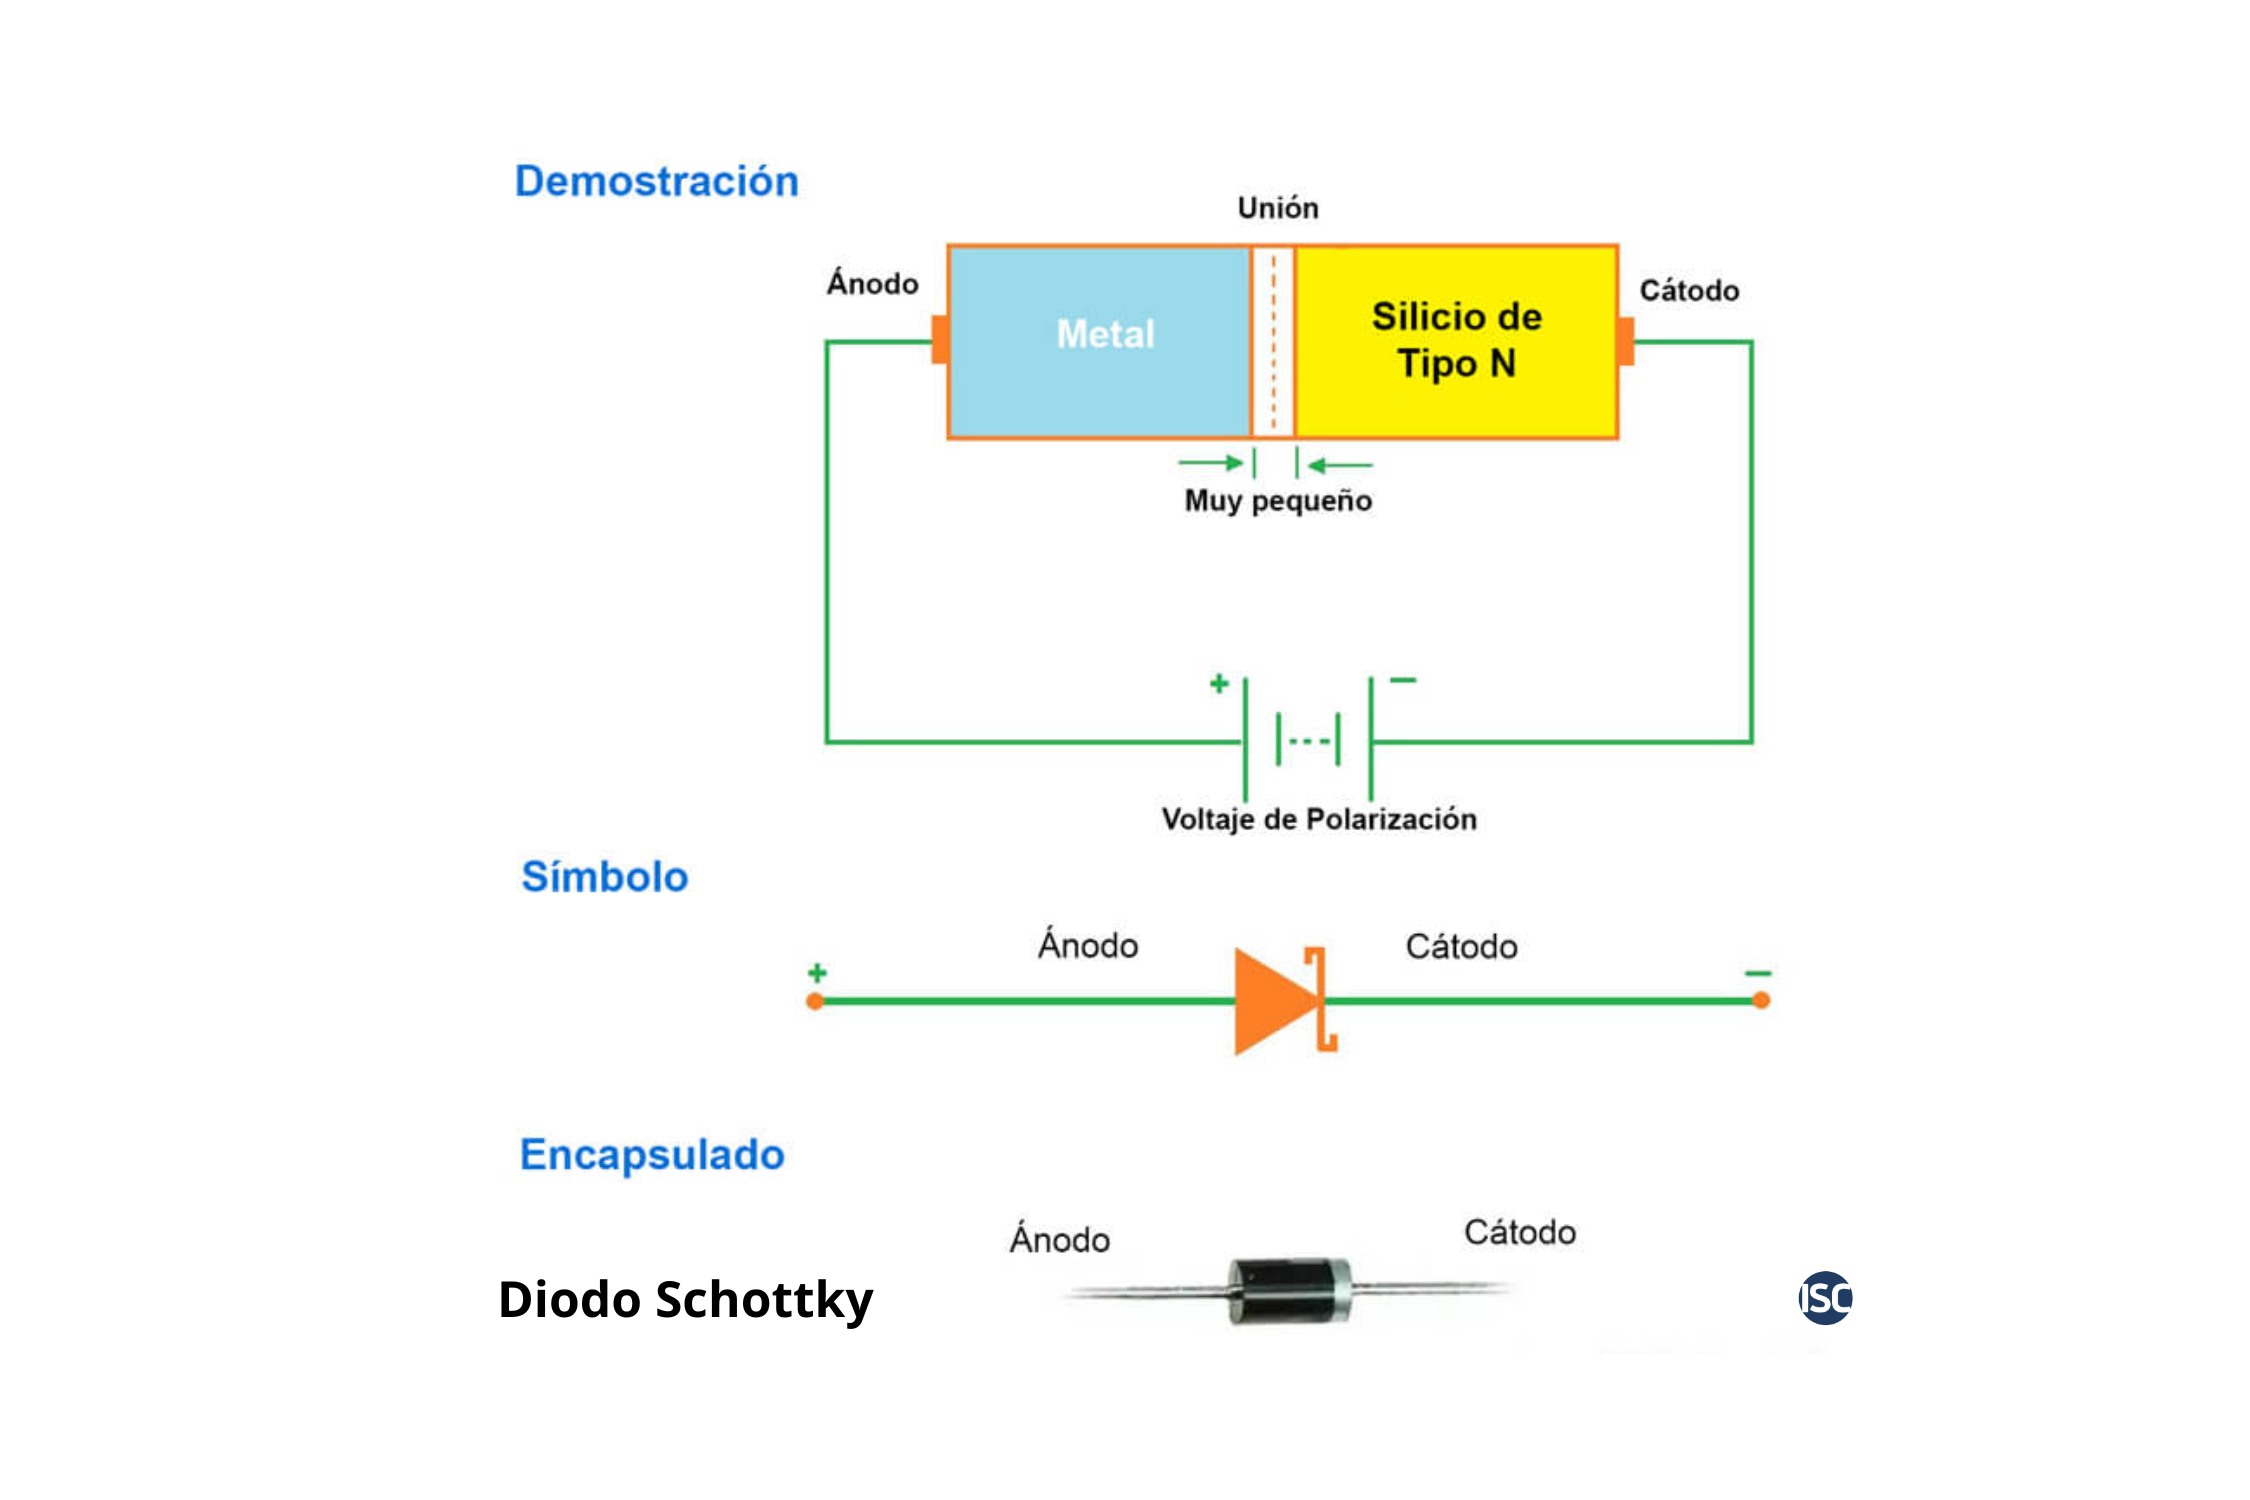 Demostración
Unión
Ánodo
Cátodo
Metal
Silicio de
Tipo N
Muy pequeño
+ −
Voltaje de Polarización
Símbolo
Ánodo
Cátodo
+ −
Encapsulado
Ánodo
Cátodo
Diodo Schottky
ISC